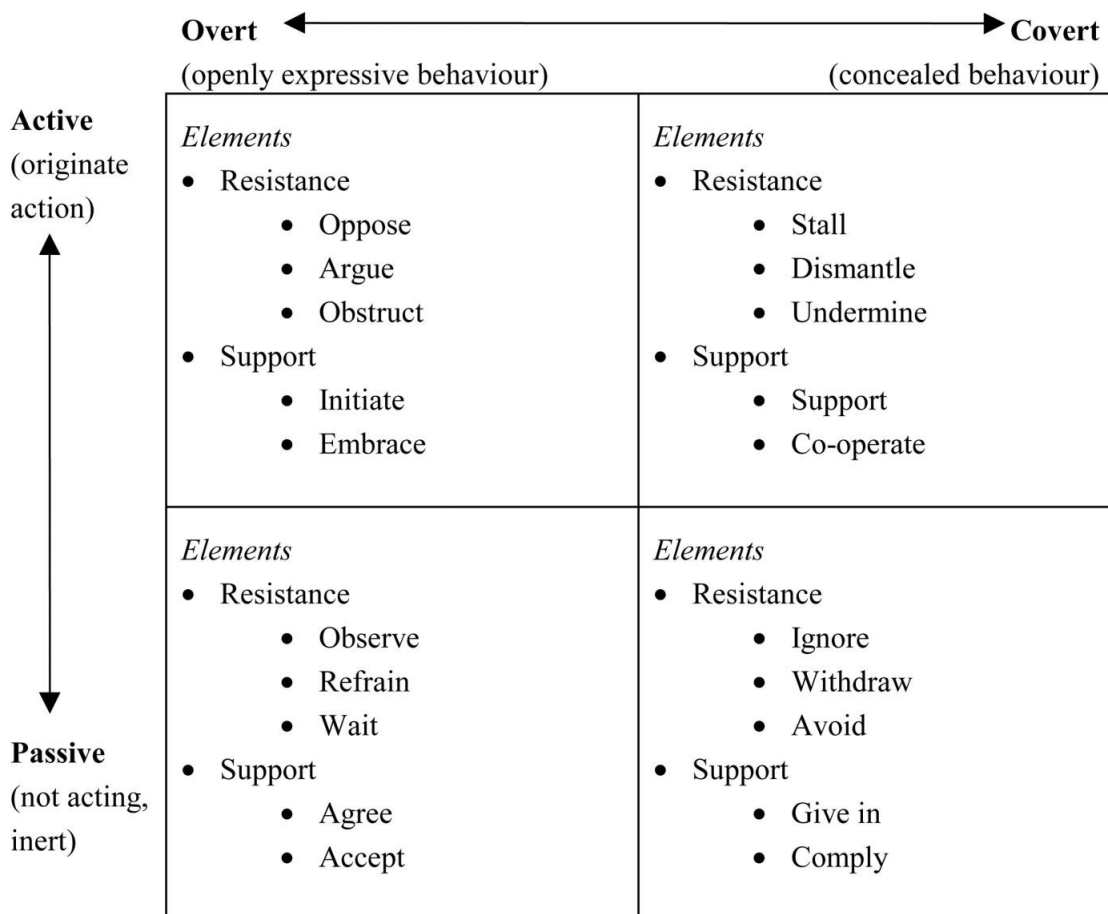 Overt
Covert
(openly expressive behaviour)
(concealed behaviour)
Active
(originate
action)
Elements
• Resistance
• Oppose
• Argue
• Obstruct
• Support
• Initiate
• Embrace
Elements
• Resistance
• Stall
• Dismantle
• Undermine
• Support
• Support
• Co-operate
Passive
(not acting,
inert)
Elements
• Resistance
• Observe
• Refrain
• Wait
• Support
• Agree
• Accept
Elements
• Resistance
• Ignore
• Withdraw
• Avoid
• Support
• Give in
• Comply